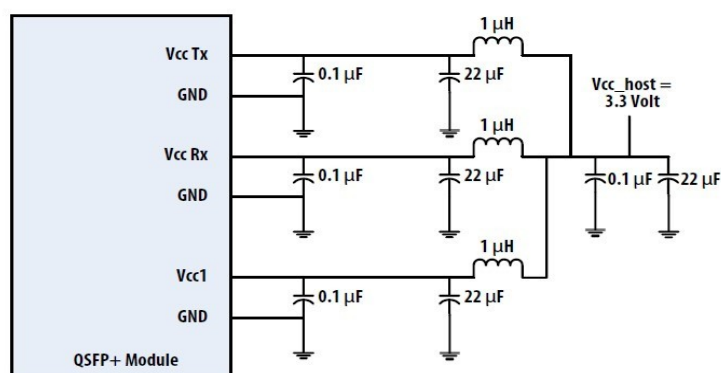 1 µH
Vcc Tx
0.1 µF
22 µF
GND
Vcc_host =
3.3 Volt
1 µH
Vcc Rx
0.1 µF
22 µF
0.1 µF
22 µF
GND
1 µH
Vcc1
0.1 µF
22 µF
GND
QSFP+ Module